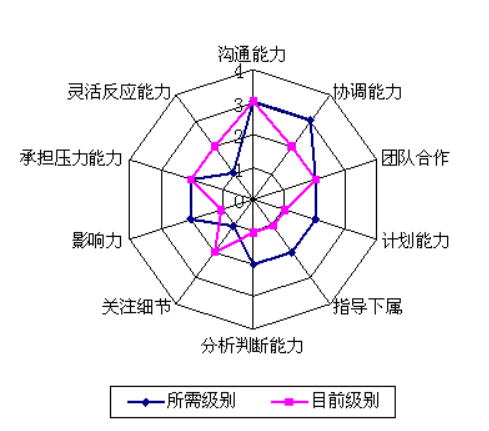 沟通能力
4
灵活反应能力
协调能力
3
2
承担压力能力
团队合作
1
0
影响力
计划能力
关注细节
指导下属
分析判断能力
所需级别
目前级别